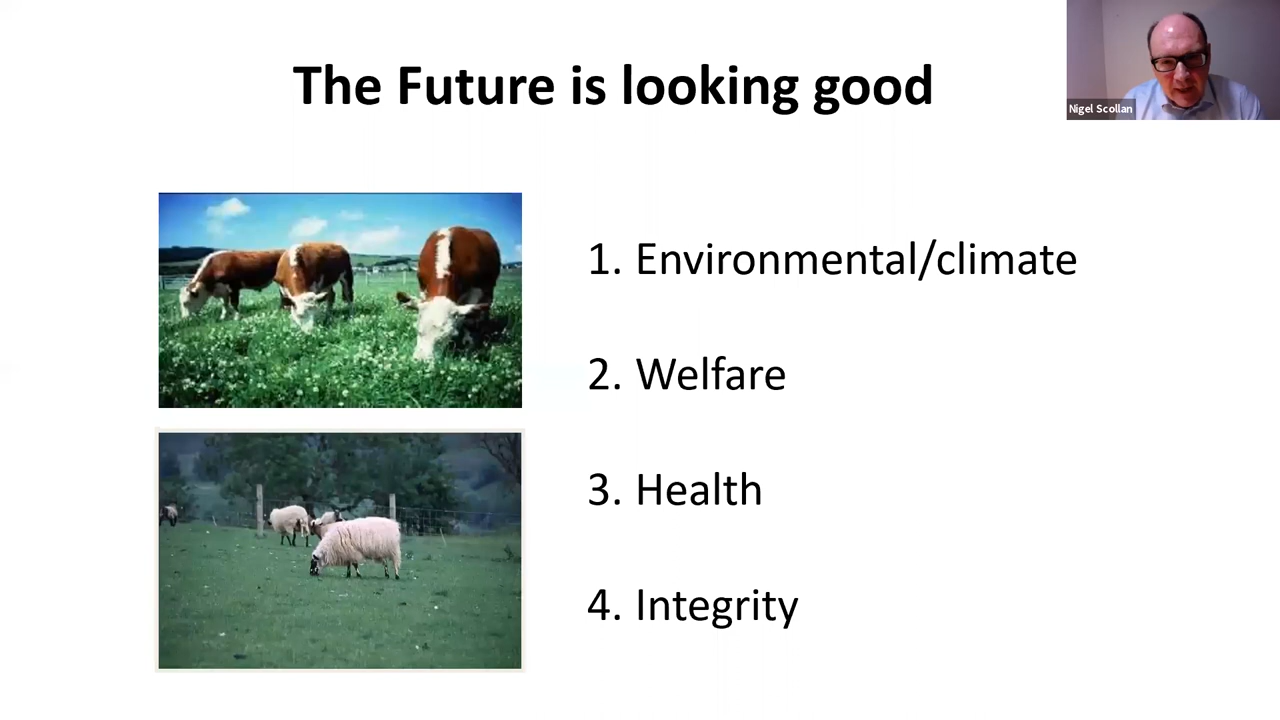 The Future is looking good
Nigel Scollan
1. Environmental/climate
2. Welfare
3. Health
4. Integrity